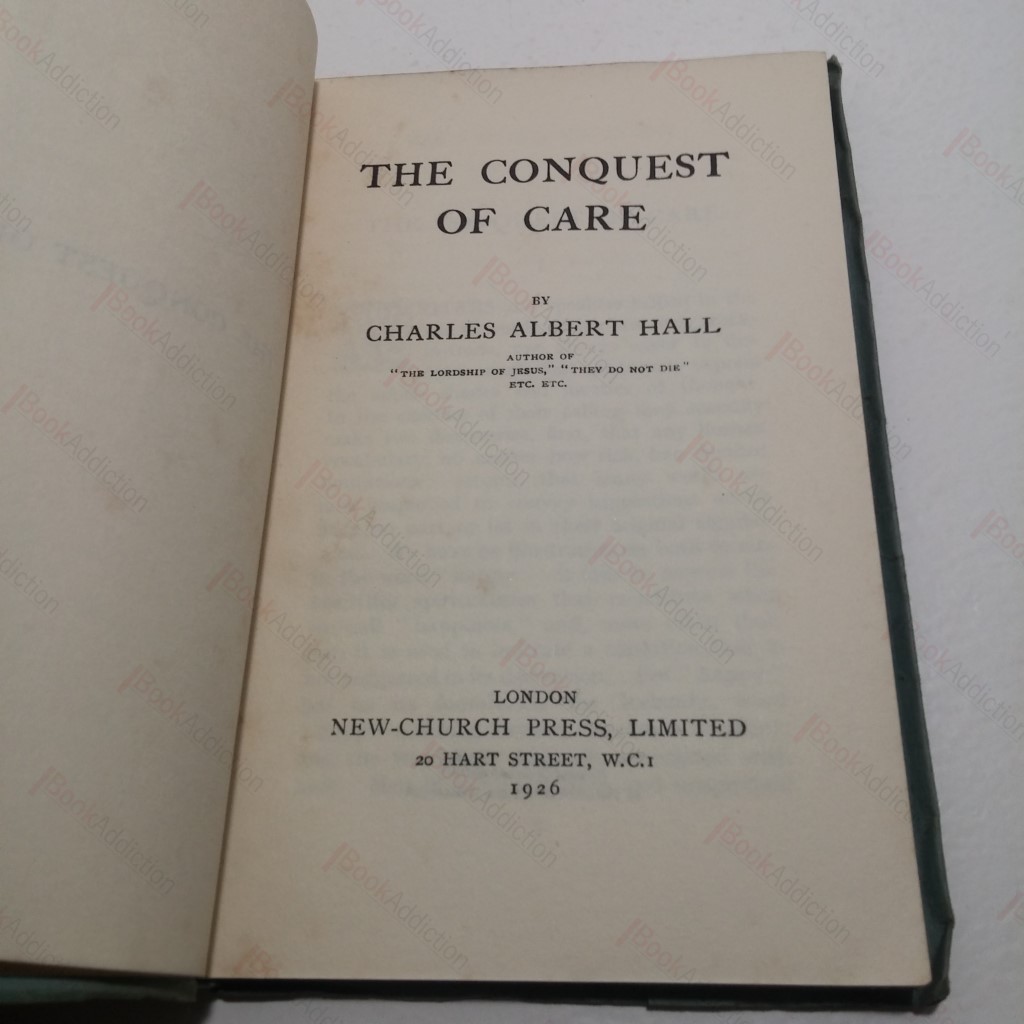 THE CONQUEST
OF CARE
BY
CHARLES ALBERT HALL
AUTHOR OF
"THE LORDSHIP OF JESUS," "THEY DO NOT DIE"
ETC. ETC.
LONDON
NEW-CHURCH PRESS, LIMITED
20 HART STREET, W.C.1
1926
BookAddiction